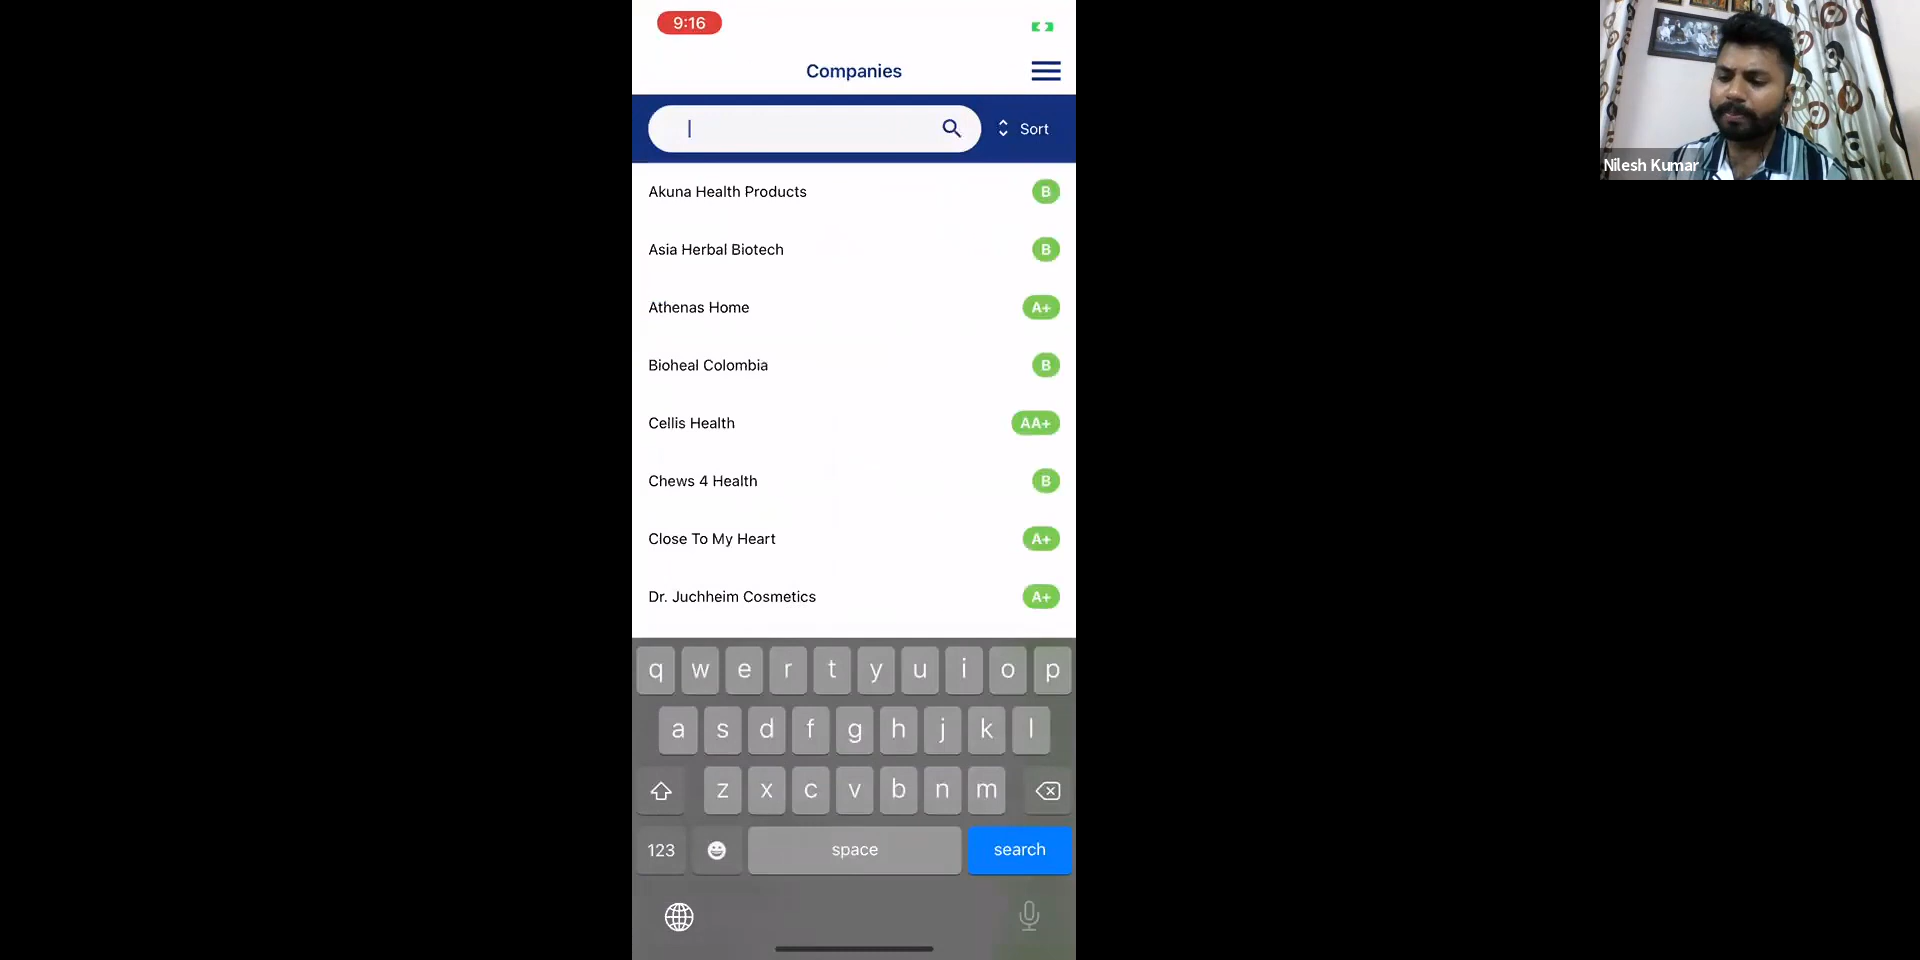 9:16
Companies
Sort
Akuna Health Products B
Asia Herbal Biotech B
Athenas Home A+
Bioheal Colombia B
Cellis Health AA+
Chews 4 Health B
Close To My Heart A+
Dr. Juchheim Cosmetics A+
q w e r t y u i o p
a s d f g h j k l
z x c v b n m
123 space search
Nilesh Kumar